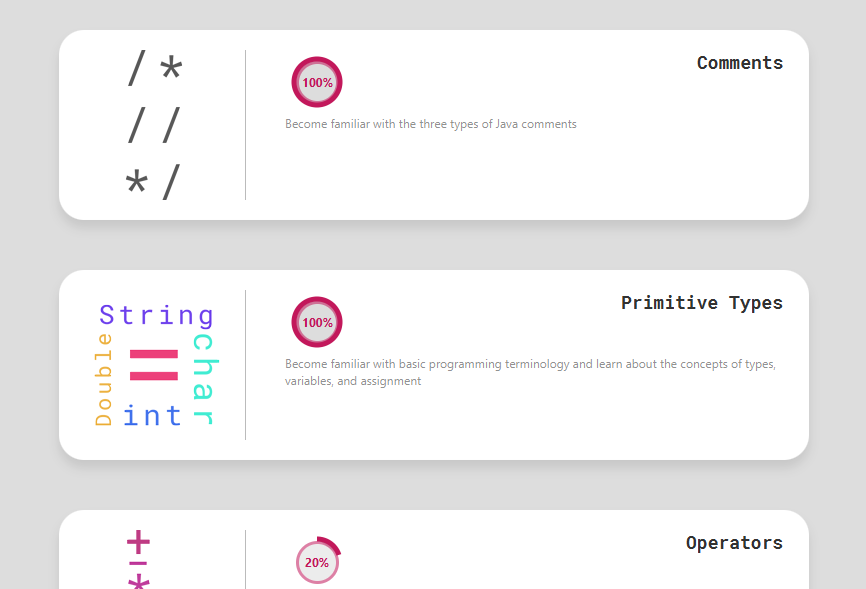 /*
//
*/
100%
Comments
Become familiar with the three types of Java comments
String
Double
=
char
int
100%
Primitive Types
Become familiar with basic programming terminology and learn about the concepts of types,
variables, and assignment
+
-
*
20%
Operators